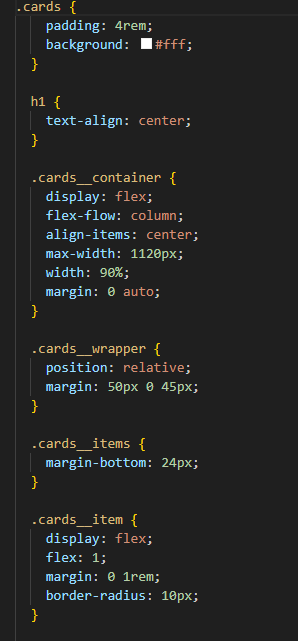 .cards {
padding: 4rem;
background: #fff;
}
h1 {
text-align: center;
}
.cards__container {
display: flex;
flex-flow: column;
align-items: center;
max-width: 1120px;
width: 90%;
margin: 0 auto;
}
.cards__wrapper {
position: relative;
margin: 50px 0 45px;
}
.cards__items {
margin-bottom: 24px;
}
.cards__item {
display: flex;
flex: 1;
margin: 0 1rem;
border-radius: 10px;
}